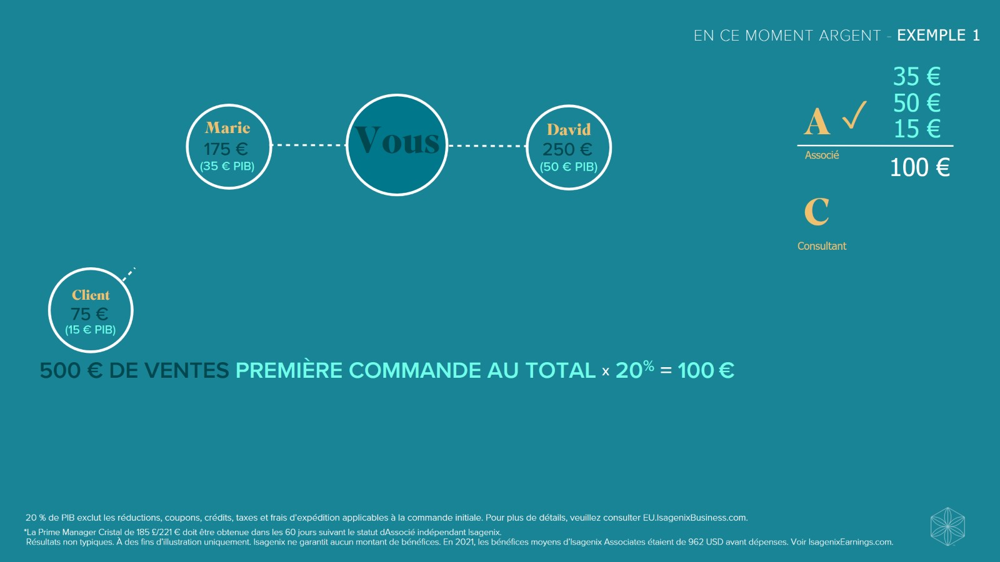 EN CE MOMENT ARGENT - EXEMPLE 1
35 €
50 €
15 €
100 €
A
Associé
C
Consultant
Marie
175 €
(35 € PIB)
Vous
David
250 €
(50 € PIB)
Client
75 €
(15 € PIB)
500 € DE VENTES PREMIÈRE COMMANDE AU TOTAL x 20% = 100 €
20 % de PIB exclut les réductions, coupons, crédits, taxes et frais d'expédition applicables à la commande initiale. Pour plus de détails, veuillez consulter EU.IsagenixBusiness.com.
*La Prime Manager Cristal de 185 £/221 € doit être obtenue dans les 60 jours suivant le statut dAssocié indépendant Isagenix.
Résultats non typiques. À des fins d'illustration uniquement. Isagenix ne garantit aucun montant de bénéfices. En 2021, les bénéfices moyens d'Isagenix Associates étaient de 962 USD avant dépenses. Voir IsagenixEarnings.com.